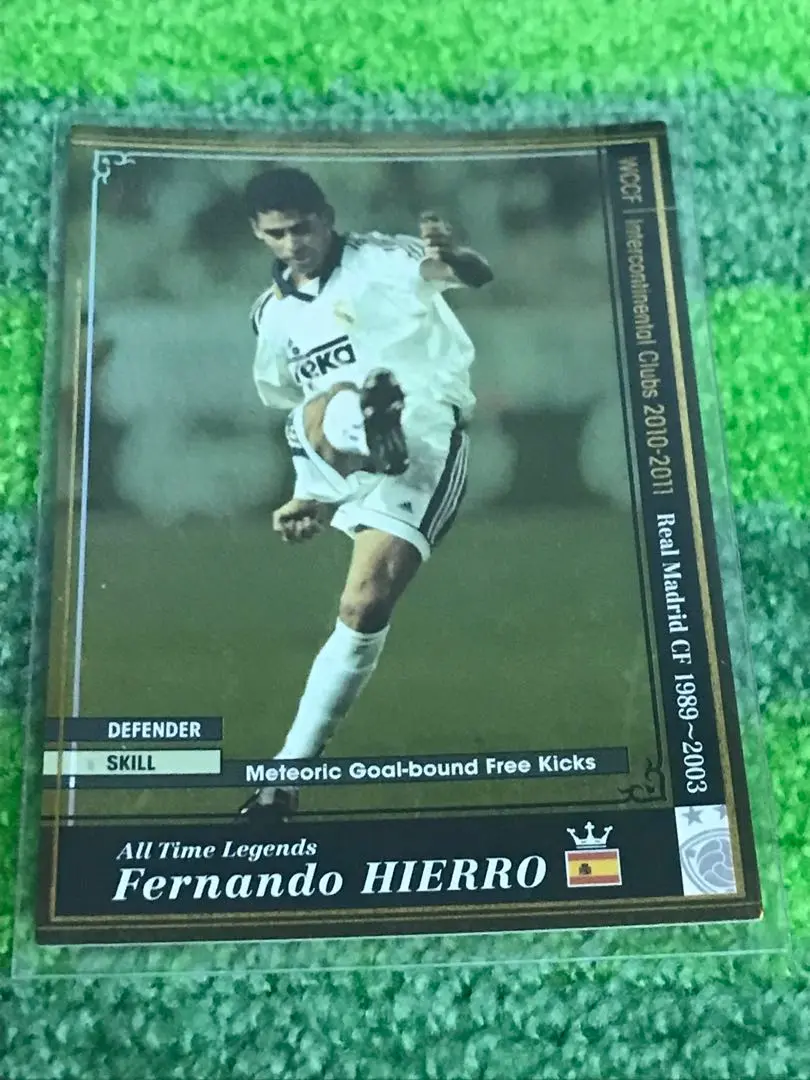 WCCF | Intercontinental Clubs 2010-2011 Real Madrid CF 1989~2003
teka
DEFENDER
SKILL
Meteoric Goal-bound Free Kicks
All Time Legends
Fernando HIERRO